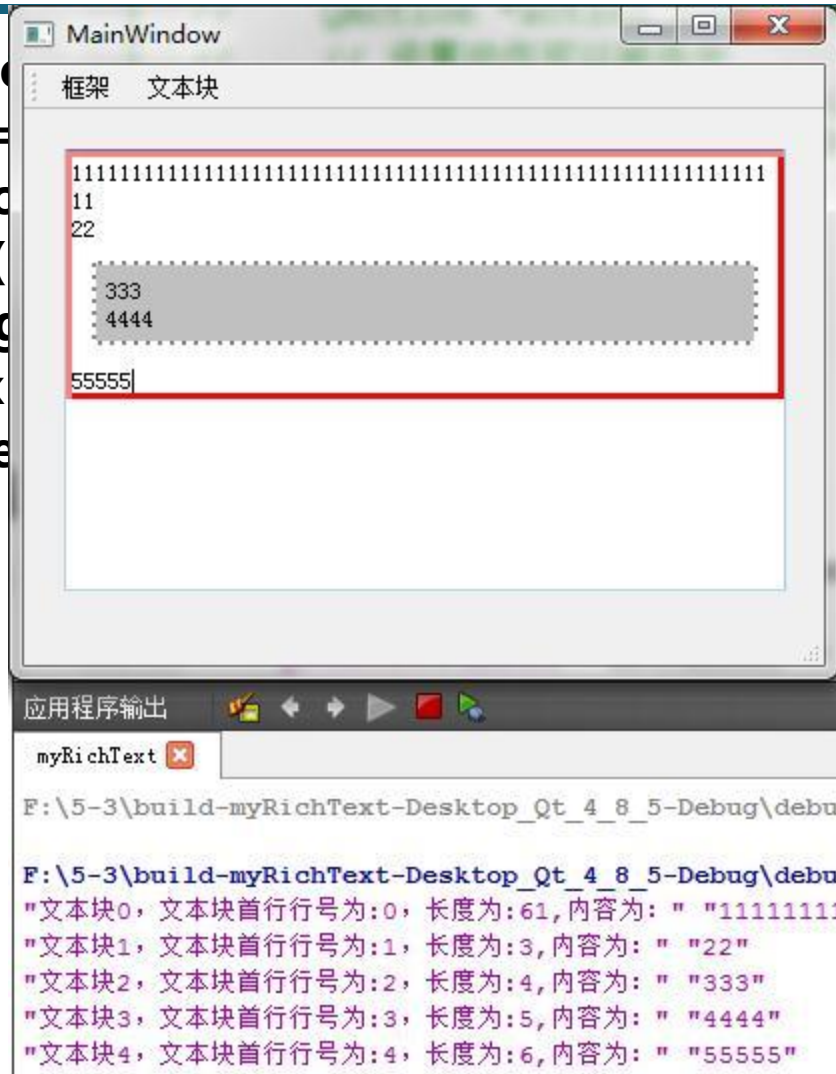 MainWindow
框架 文本块
1111111111111111111111111111111111111111111111111111111111
11
22
333
4444
55555
应用程序输出
myRichText
F:\5-3\build-myRichText-Desktop_Qt_4_8_5-Debug\debu
F:\5-3\build-myRichText-Desktop_Qt_4_8_5-Debug\debu
"文本块0，文本块首行行号为:0，长度为:61,内容为：" "11111111
"文本块1，文本块首行行号为:1，长度为:3,内容为：" "22"
"文本块2，文本块首行行号为:2，长度为:4,内容为：" "333"
"文本块3，文本块首行行号为:3，长度为:5,内容为：" "4444"
"文本块4，文本块首行行号为:4，长度为:6,内容为：" "55555"